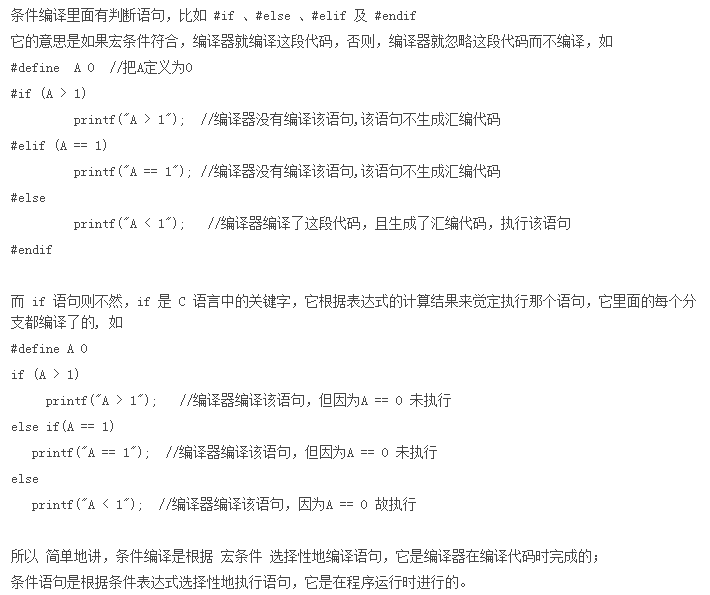 条件编译里面有判断语句，比如 #if 、#else 、#elif 及 #endif
它的意思是如果宏条件符合，编译器就编译这段代码，否则，编译器就忽略这段代码而不编译，如
#define  A 0  //把A定义为0
#if (A > 1)
         printf("A > 1");  //编译器没有编译该语句,该语句不生成汇编代码
#elif (A == 1)
         printf("A == 1"); //编译器没有编译该语句,该语句不生成汇编代码
#else
         printf("A < 1");   //编译器编译了这段代码，且生成了汇编代码，执行该语句
#endif
而 if 语句则不然，if 是 C 语言中的关键字，它根据表达式的计算结果来觉定执行那个语句，它里面的每个分
支都编译了的, 如
#define A 0
if (A > 1)
     printf("A > 1");   //编译器编译该语句，但因为A == 0 未执行
else if(A == 1)
   printf("A == 1");  //编译器编译该语句，但因为A == 0 未执行
else
   printf("A < 1");  //编译器编译该语句，因为A == 0 故执行
所以 简单地讲，条件编译是根据 宏条件 选择性地编译语句，它是编译器在编译代码时完成的；
条件语句是根据条件表达式选择性地执行语句，它是在程序运行时进行的。